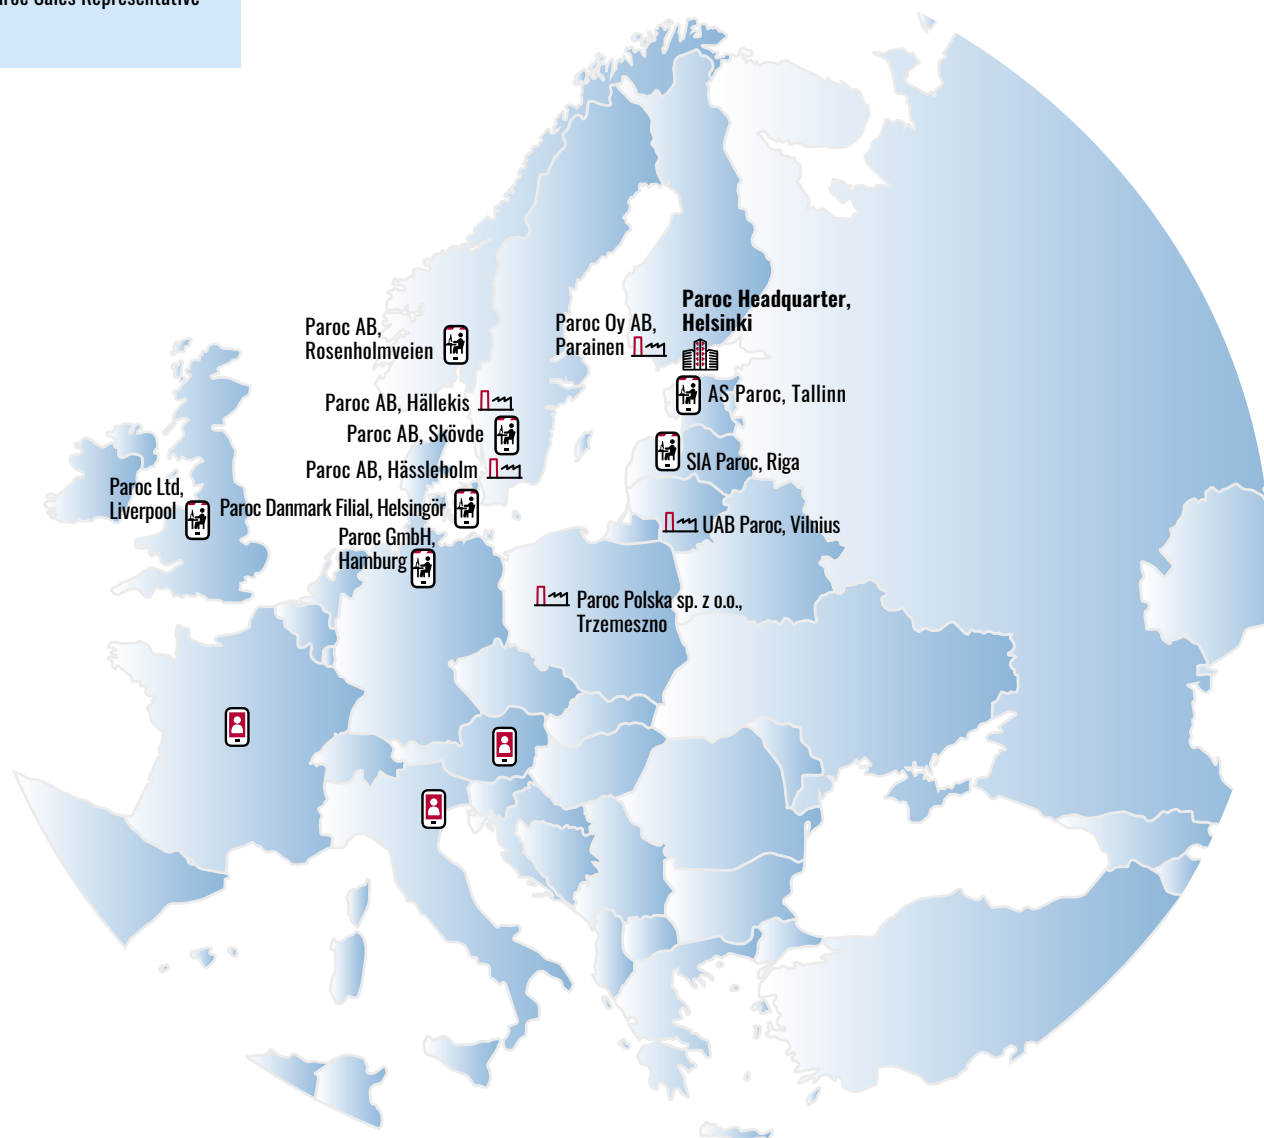 Sales Representative
Paroc Headquarter,
Helsinki
Paroc Oy AB,
Parainen
Paroc AB,
Rosenholmveien
AS Paroc, Tallinn
Paroc AB, Hällekis
Paroc AB, Skövde
SIA Paroc, Riga
Paroc AB, Hässleholm
Paroc Ltd,
Liverpool
Paroc Danmark Filial, Helsingör
UAB Paroc, Vilnius
Paroc GmbH,
Hamburg
Paroc Polska sp. z o.o.,
Trzemeszno